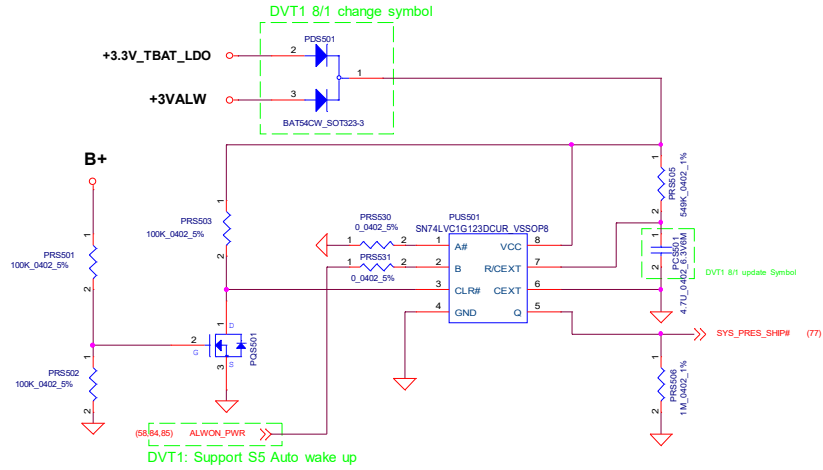 DVT1 8/1 change symbol
PDS501
+3.3V_TBAT_LDO
2
1
+3VALW
3
BAT54CW_SOT323-3
B+
1
PRS501
100K_0402_5%
2
1
PRS503
100K_0402_5%
2
PRS530
0_0402_5%
1
2
PRS531
1
2
0_0402_5%
PUS501
SN74LVC1G123DCUR_VSSOP8
1
A#
VCC
8
2
B
R/CEXT
7
3
CLR#
CEXT
6
4
GND
Q
5
1
PRS505
549K_0402_1%
2
1
PCS501
4.7U_0402_6.3V6M
2
DVT1 8/1 update Symbol
SYS_PRES_SHIP#
(77)
1
PRS506
1M_0402_1%
2
1
D
2
G
S
3
PQS501
1
PRS502
100K_0402_5%
2
(58,84,85)
ALWON_PWR
DVT1: Support S5 Auto wake up